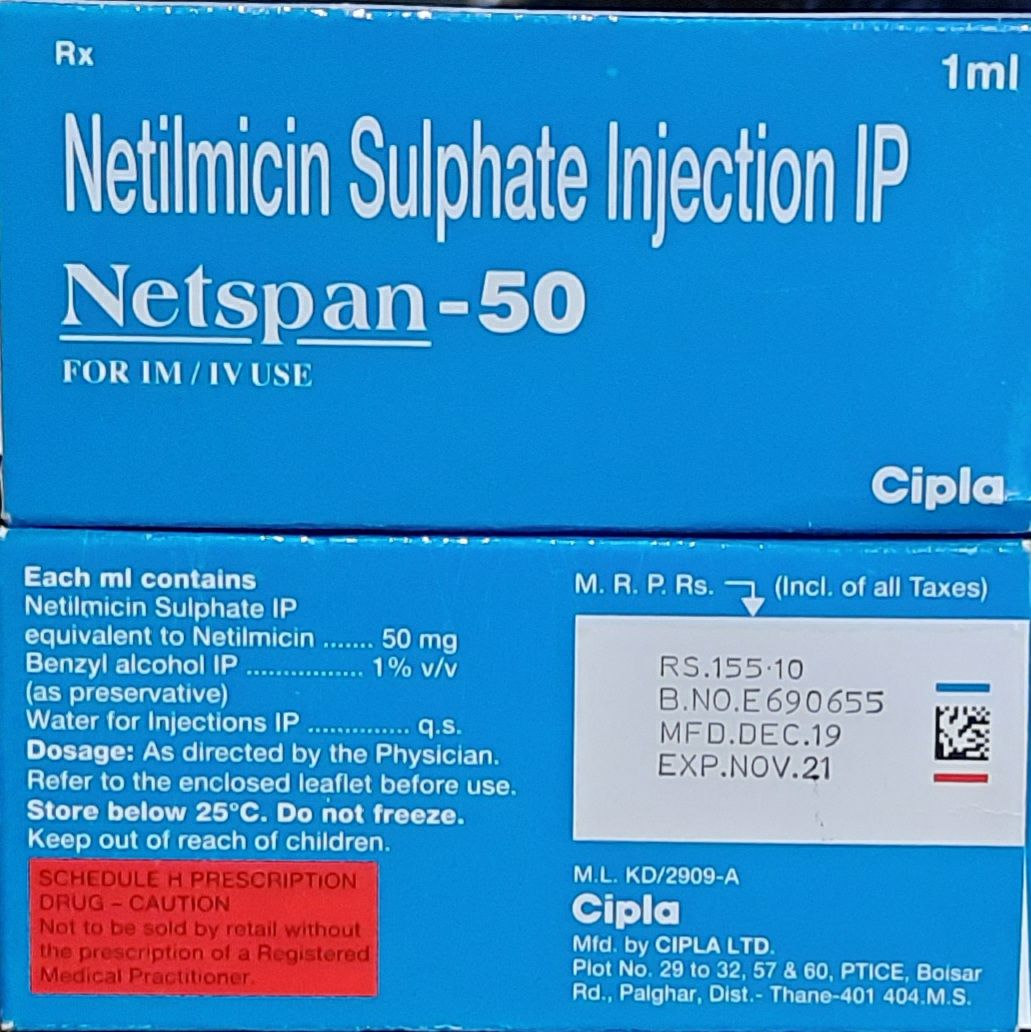 Rx
1ml
Netilmicin Sulphate Injection IP
Netspan-50
FOR IM / IV USE
Cipla
Each ml contains
Netilmicin Sulphate IP
equivalent to Netilmicin ....... 50 mg
Benzyl alcohol IP ................ 1% v/v
(as preservative)
Water for Injections IP .............. q.s.
Dosage: As directed by the Physician.
Refer to the enclosed leaflet before use.
Store below 25°C. Do not freeze.
Keep out of reach of children.
SCHEDULE H PRESCRIPTION
DRUG – CAUTION
Not to be sold by retail without
the prescription of a Registered
Medical Practitioner.
M. R. P. Rs. (Incl. of all Taxes)
RS.155·10
B.NO.E690655
MFD.DEC.19
EXP.NOV.21
M.L. KD/2909-A
Cipla
Mfd. by CIPLA LTD.
Plot No. 29 to 32, 57 & 60, PTICE, Boisar
Rd., Palghar, Dist.- Thane-401 404.M.S.